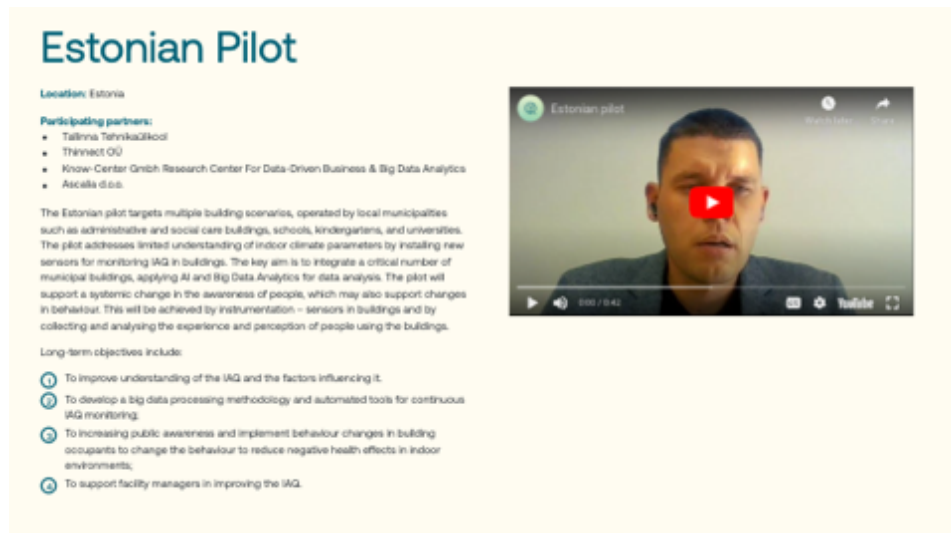 Estonian Pilot
Location: Estonia
Participating partners:
Tallinna Tehnikaülikool
Thinnect OÜ
Know-Center Gmbh Research Center For Data-Driven Business & Big Data Analytics
Ascalia d.o.o.
The Estonian pilot targets multiple building scenarios, operated by local municipalities
such as administrative and social care buildings, schools, kindergartens, and universities.
The pilot addresses limited understanding of indoor climate parameters by installing new
sensors for monitoring IAQ in buildings. The key aim is to integrate a critical number of
municipal buildings, applying AI and Big Data Analytics for data analysis. The pilot will
support a systemic change in the awareness of people, which may also support changes
in behaviour. This will be achieved by instrumentation – sensors in buildings and by
collecting and analysing the experience and perception of people using the buildings.
Long-term objectives include:
1 To improve understanding of the IAQ and the factors influencing it.
2 To develop a big data processing methodology and automated tools for continuous
IAQ monitoring;
3 To increasing public awareness and implement behaviour changes in building
occupants to change the behaviour to reduce negative health effects in indoor
environments;
4 To support facility managers in improving the IAQ.
Estonian pilot
Watch later
Share
0:00 / 0:42
CC
YouTube